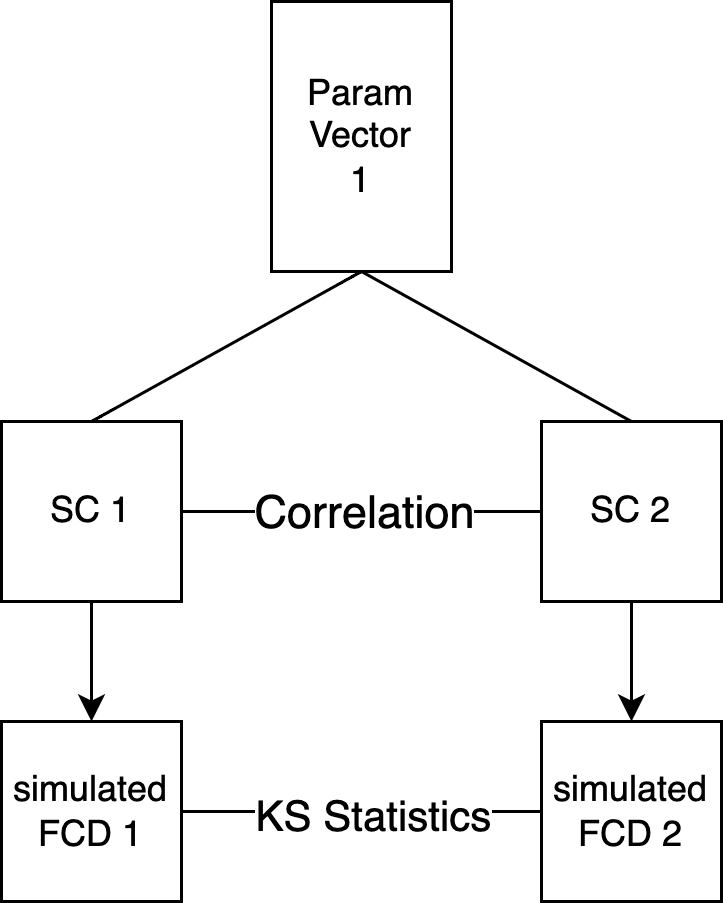 Param
Vector
1
SC 1
Correlation
SC 2
simulated
FCD 1
KS Statistics
simulated
FCD 2